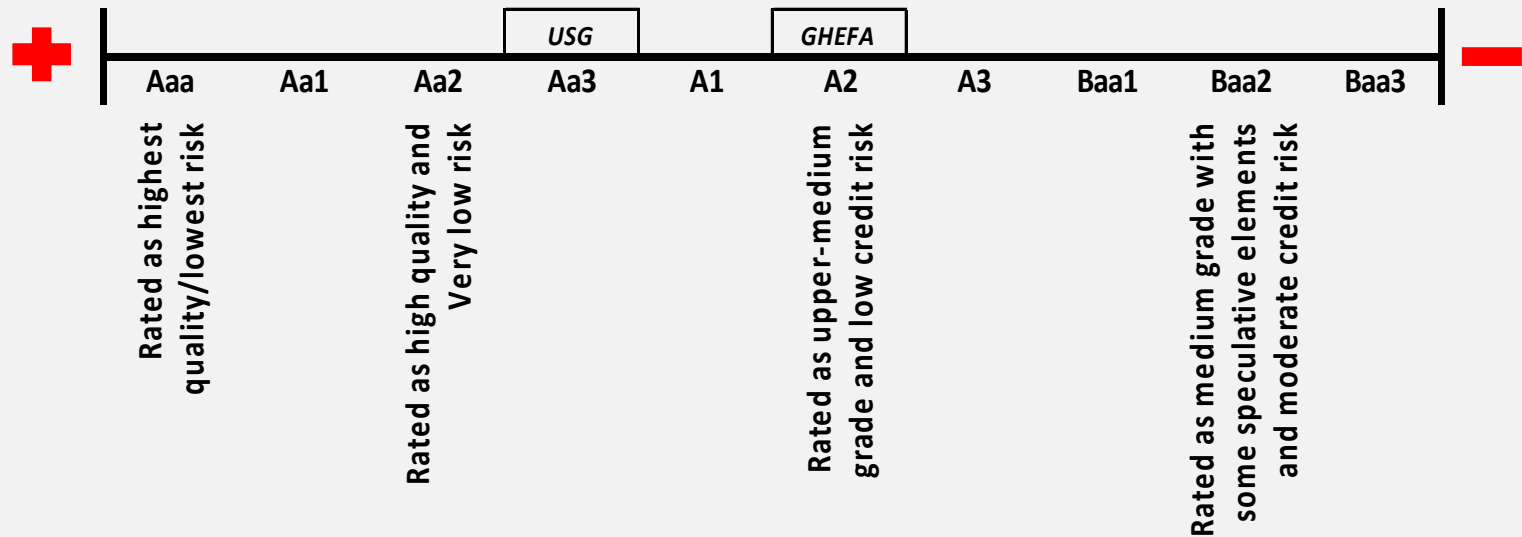 USG
GHEFA
Aaa
Aa1
Aa2
Aa3
A1
A2
A3
Baa1
Baa2
Baa3
Rated as highest
quality/lowest risk
Rated as high quality and
Very low risk
Rated as upper-medium
grade and low credit risk
Rated as medium grade with
some speculative elements
and moderate credit risk